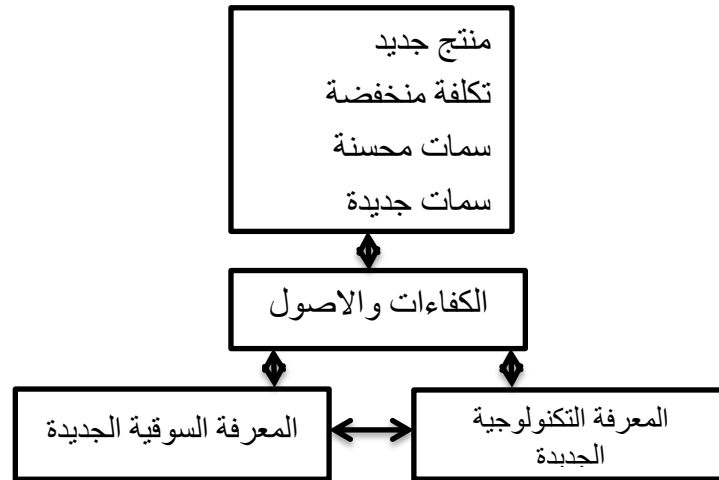 منتج جديد
تكلفة منخفضة
سمات محسنة
سمات جديدة
الكفاءات والاصول
المعرفة التكنولوجية
الجديدة
المعرفة السوقية الجديدة